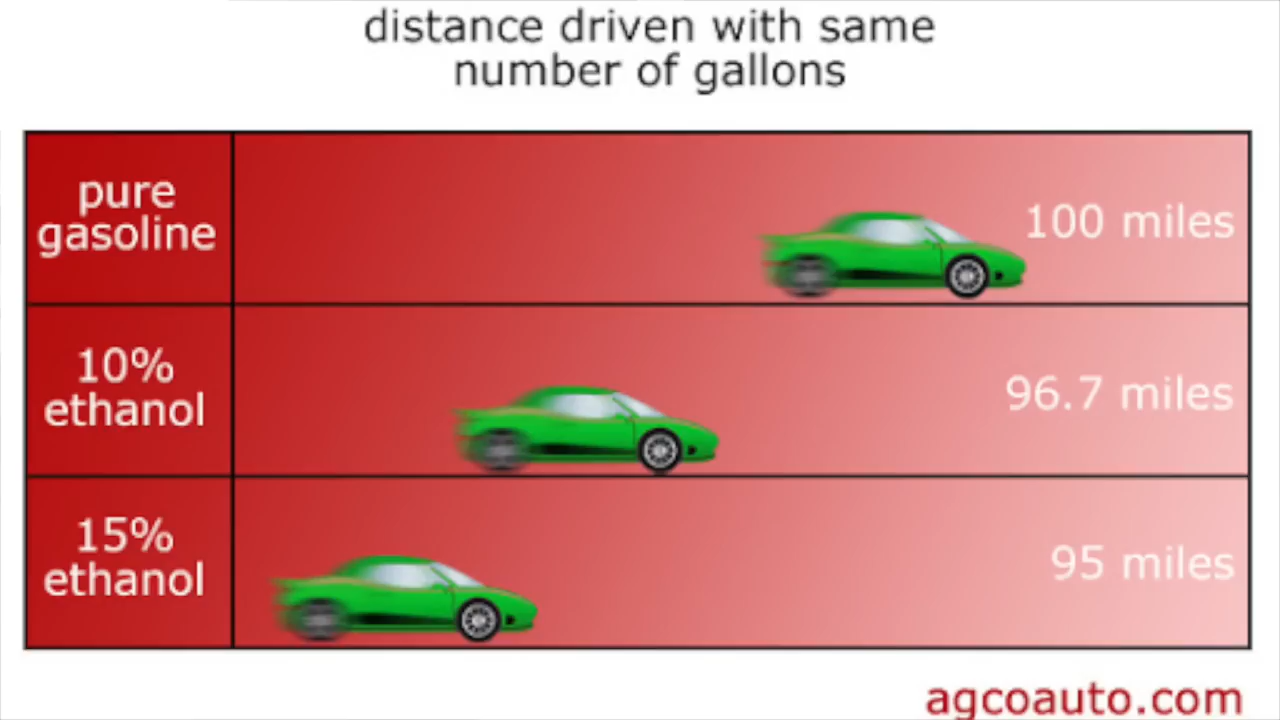 distance driven with same
number of gallons
pure
gasoline
100 miles
10%
ethanol
96.7 miles
15%
ethanol
95 miles
agcoauto.com